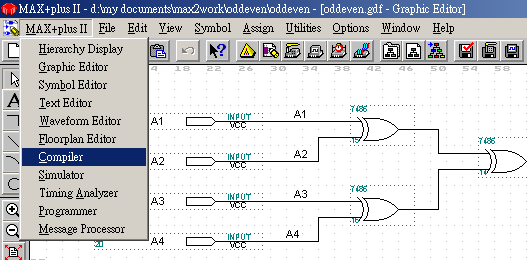 MAX+plus II - d:\my documents\max2work\oddeven\oddeven - [oddeven.gdf - Graphic Editor]
MAX+plus II File Edit View Symbol Assign Utilities Options Window Help
Hierarchy Display
Graphic Editor
Symbol Editor
Text Editor
Waveform Editor
Floorplan Editor
Compiler
Simulator
Timing Analyzer
Programmer
Message Processor
18 22 26 30 34 38 42 46 50 54
A1 INPUT VCC A1 7486
A2 INPUT VCC A2
7486
A3 INPUT VCC A3 7486
A4 INPUT VCC A4
20